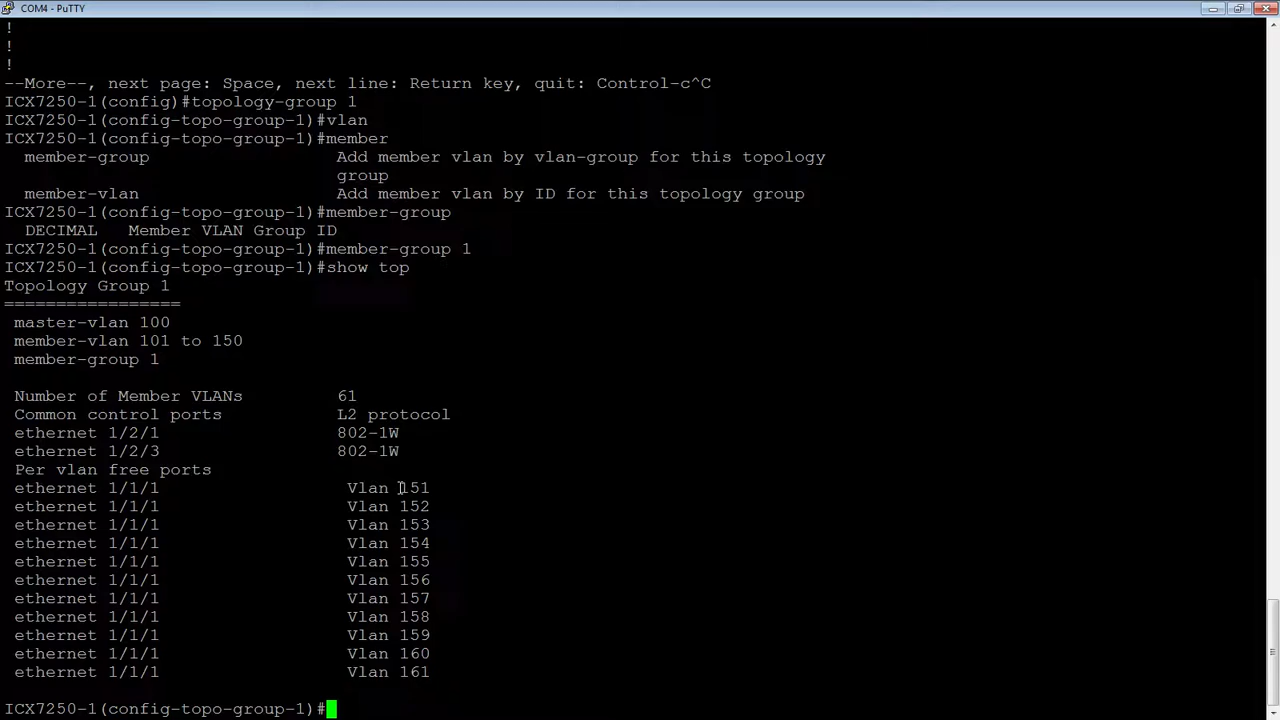 COM4 - PuTTY
!
!
!
--More--, next page: Space, next line: Return key, quit: Control-c^C
ICX7250-1(config)#topology-group 1
ICX7250-1(config-topo-group-1)#vlan
ICX7250-1(config-topo-group-1)#member
  member-group                  Add member vlan by vlan-group for this topology
                                group
  member-vlan                   Add member vlan by ID for this topology group
ICX7250-1(config-topo-group-1)#member-group
  DECIMAL   Member VLAN Group ID
ICX7250-1(config-topo-group-1)#member-group 1
ICX7250-1(config-topo-group-1)#show top
Topology Group 1
=================
 master-vlan 100
 member-vlan 101 to 150
 member-group 1
 Number of Member VLANs         61
 Common control ports           L2 protocol
 ethernet 1/2/1                 802-1W
 ethernet 1/2/3                 802-1W
 Per vlan free ports
 ethernet 1/1/1                  Vlan 151
 ethernet 1/1/1                  Vlan 152
 ethernet 1/1/1                  Vlan 153
 ethernet 1/1/1                  Vlan 154
 ethernet 1/1/1                  Vlan 155
 ethernet 1/1/1                  Vlan 156
 ethernet 1/1/1                  Vlan 157
 ethernet 1/1/1                  Vlan 158
 ethernet 1/1/1                  Vlan 159
 ethernet 1/1/1                  Vlan 160
 ethernet 1/1/1                  Vlan 161
ICX7250-1(config-topo-group-1)#